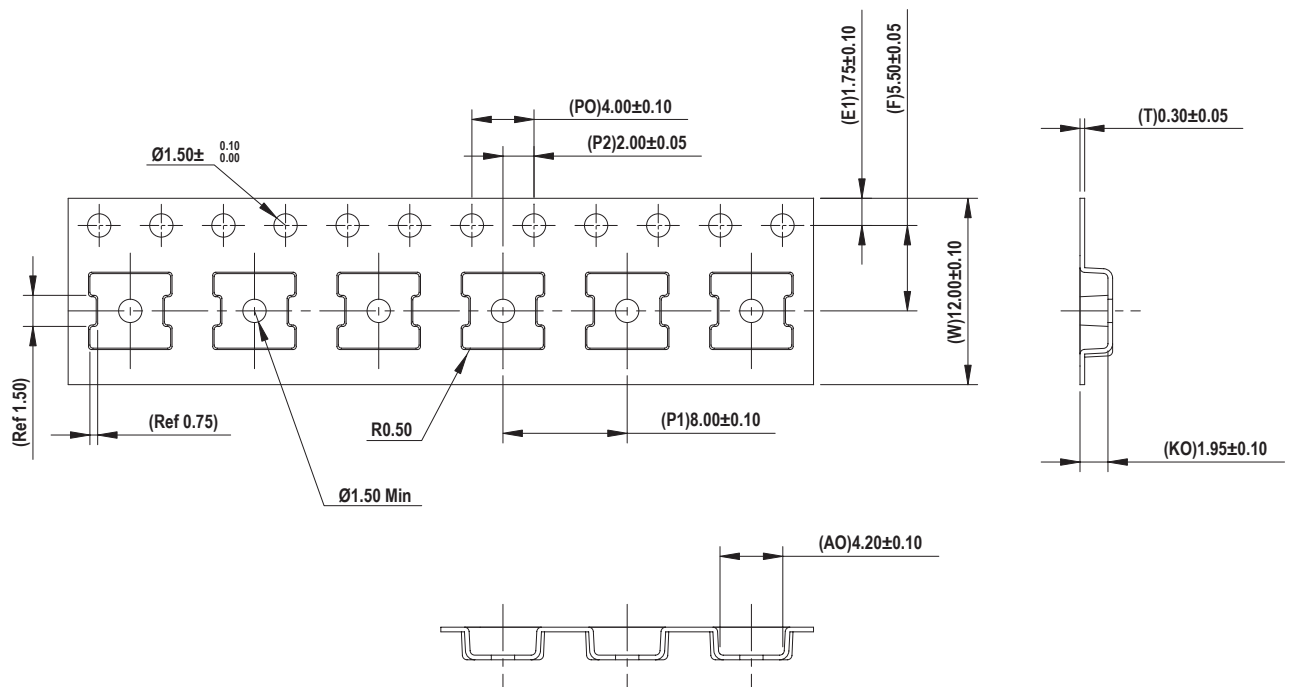 (PO)4.00±0.10
(P2)2.00±0.05
Ø1.50± 0.10
0.00
(E1)1.75±0.10
(F)5.50±0.05
(T)0.30±0.05
(W)12.00±0.10
(Ref 1.50)
(Ref 0.75)
R0.50
(P1)8.00±0.10
(KO)1.95±0.10
Ø1.50 Min
(AO)4.20±0.10